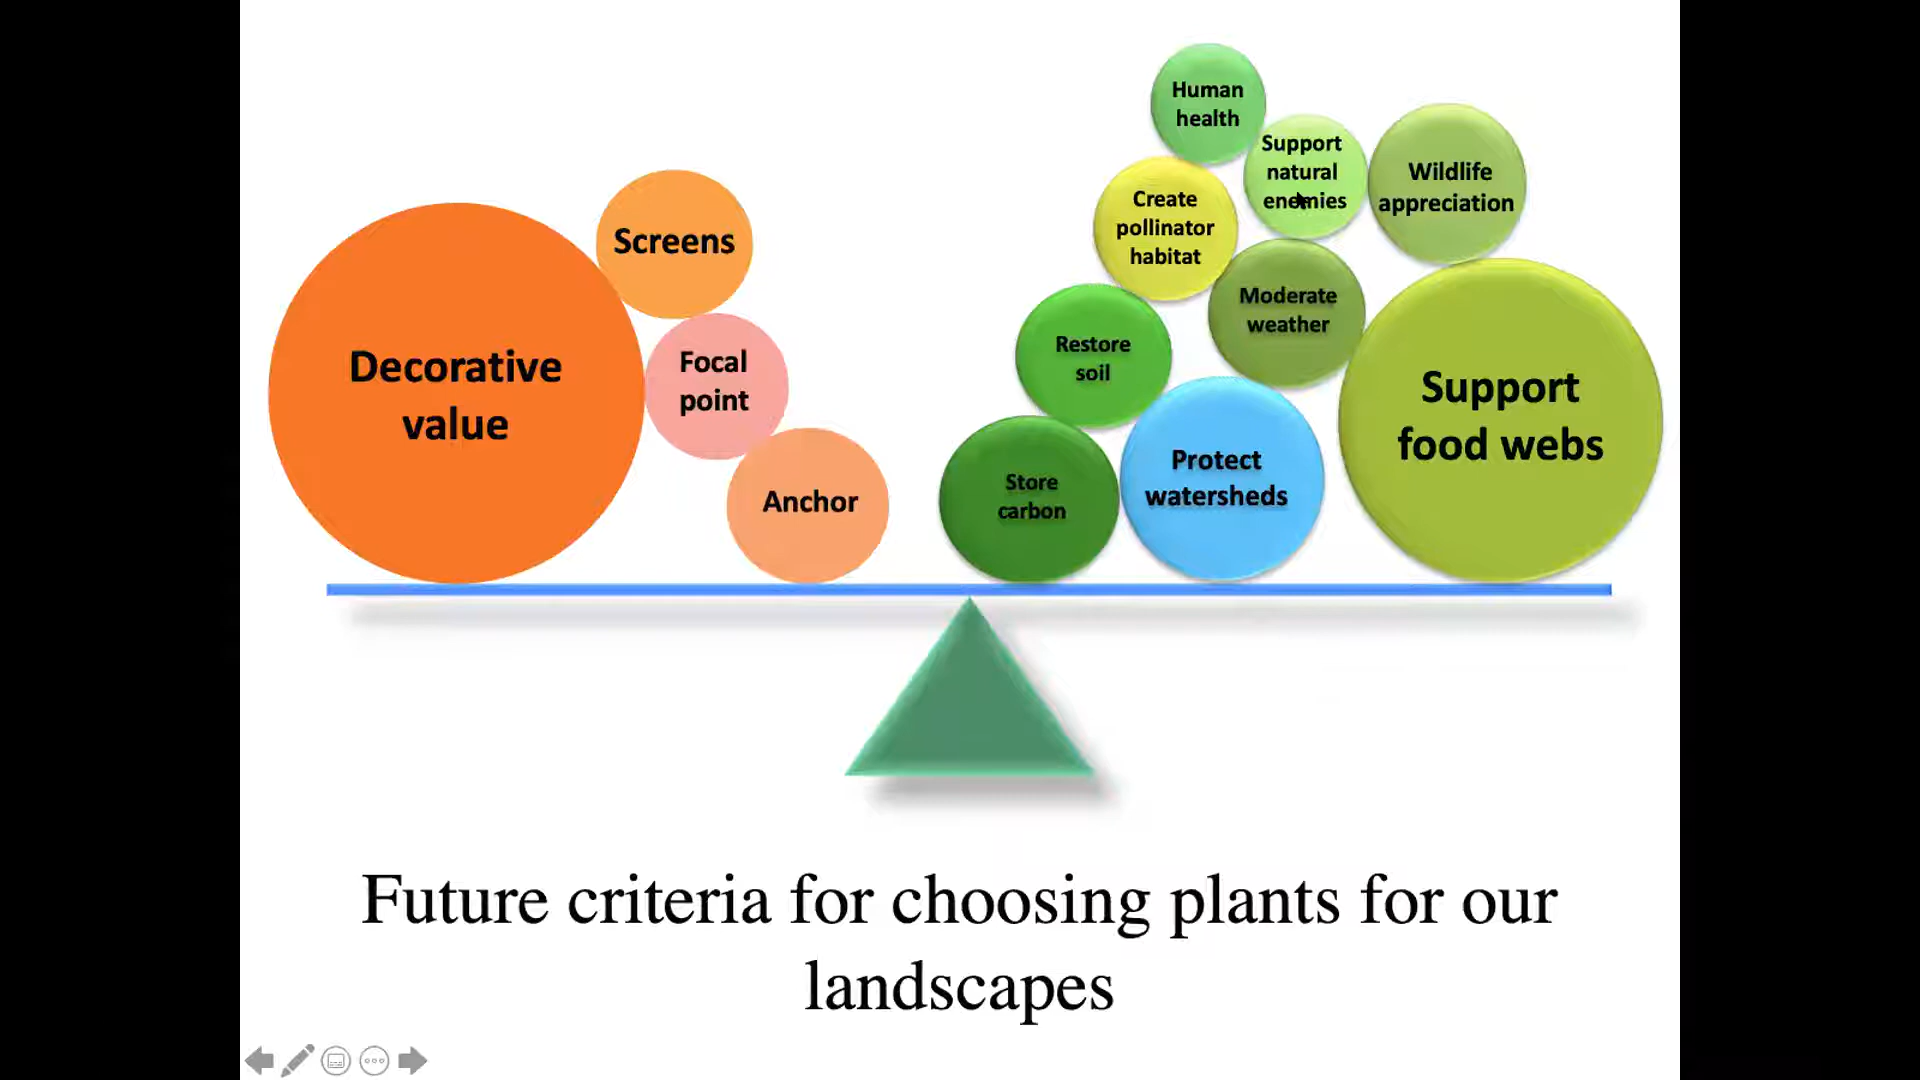 Decorative
value
Screens
Focal
point
Anchor
Human
health
Support
natural
enemies
Wildlife
appreciation
Create
pollinator
habitat
Moderate
weather
Restore
soil
Store
carbon
Protect
watersheds
Support
food webs
Future criteria for choosing plants for our
landscapes